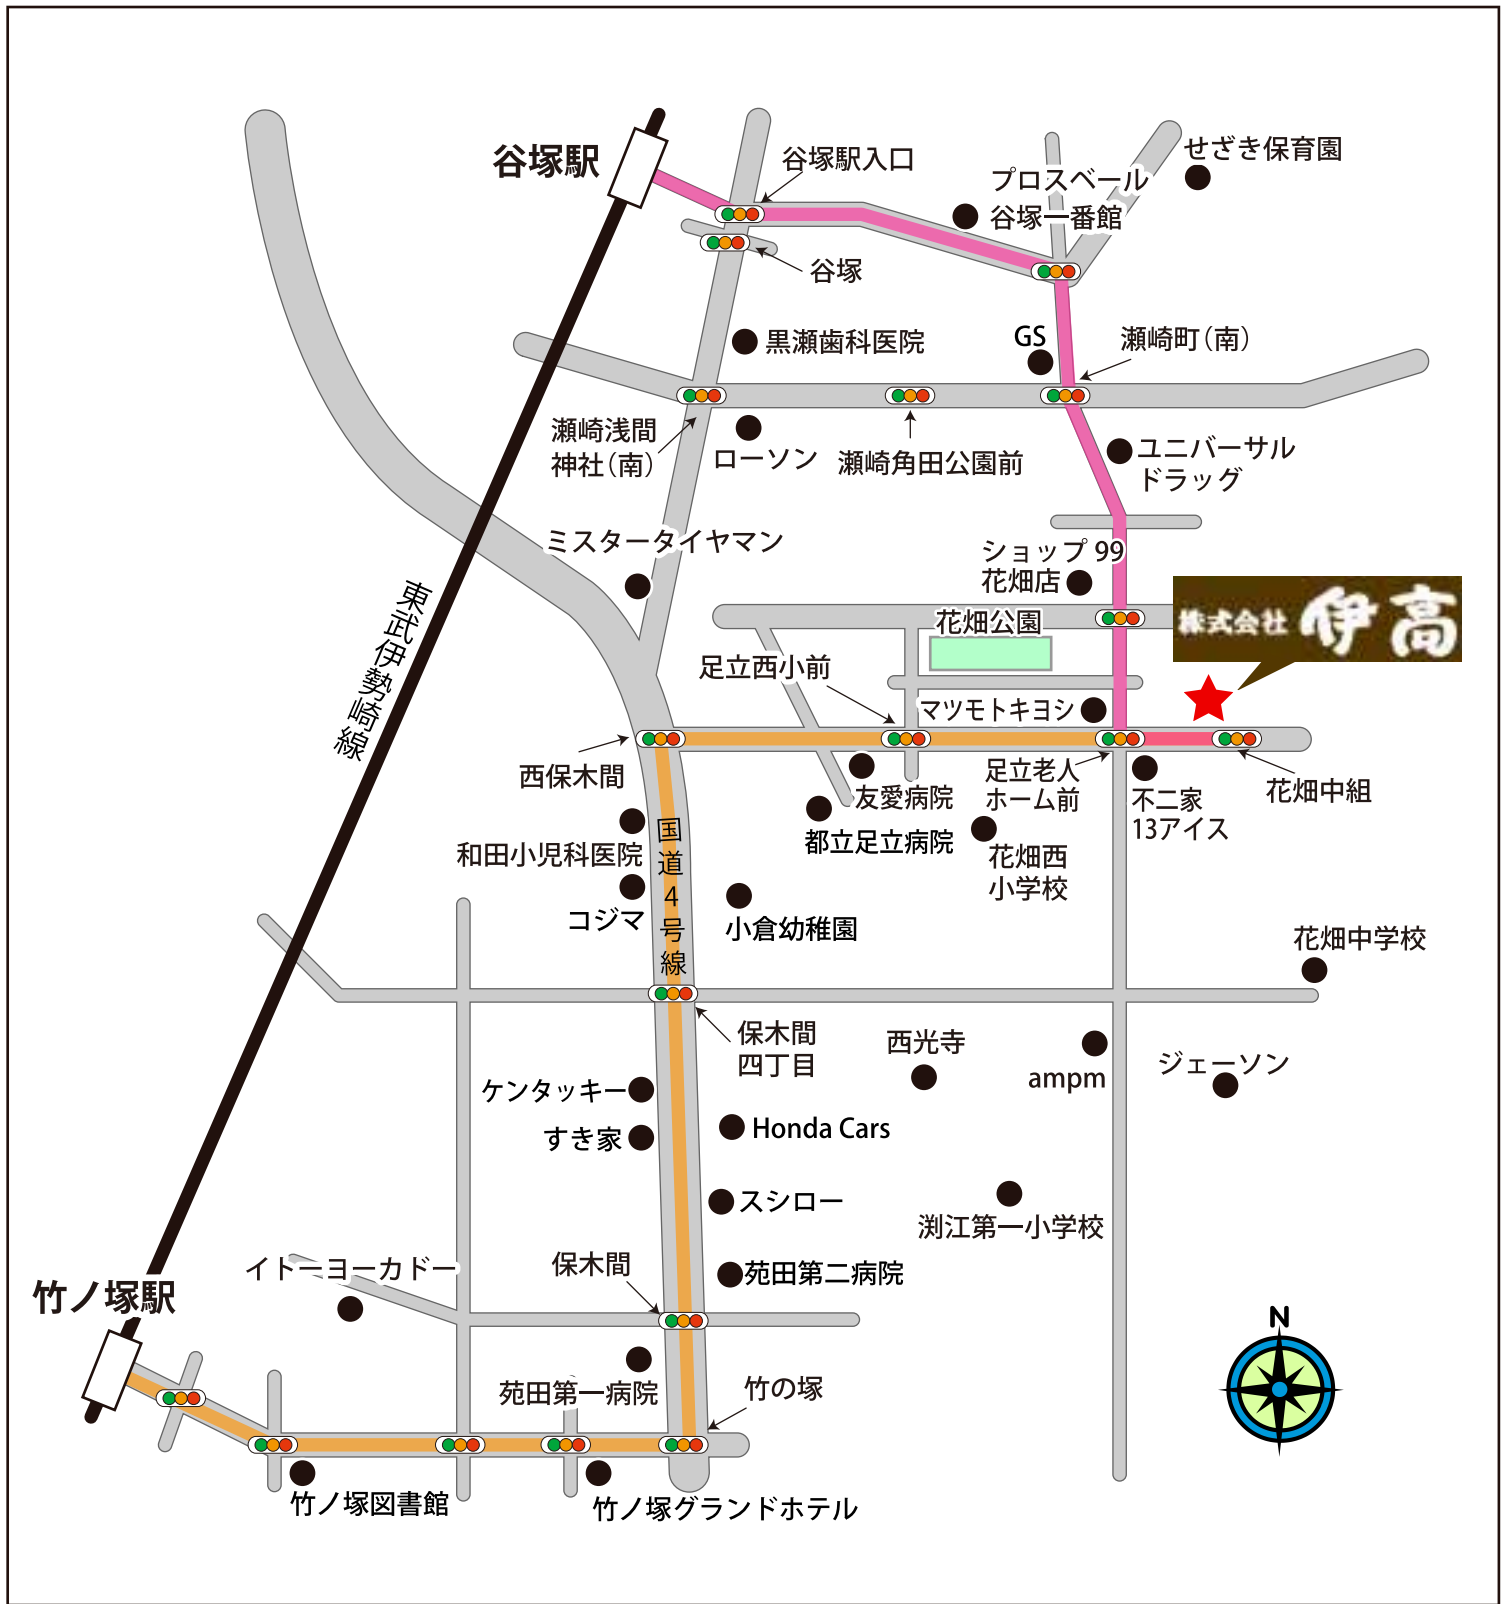 谷塚駅
谷塚駅入口
せざき保育園
プロスベール
谷塚一番館
谷塚
黒瀬歯科医院
GS
瀬崎町(南)
瀬崎浅間
神社(南)
ローソン
瀬崎角田公園前
ユニバーサル
ドラッグ
ミスタータイヤマン
ショップ 99
花畑店
東武伊勢崎線
花畑公園
株式会社 伊高
足立西小前
マツモトキヨシ
西保木間
友愛病院
足立老人
ホーム前
不二家
13アイス
花畑中組
都立足立病院
花畑西
小学校
国道4号線
和田小児科医院
コジマ
小倉幼稚園
花畑中学校
保木間
四丁目
西光寺
ampm
ジェーソン
ケンタッキー
すき家
Honda Cars
スシロー
渕江第一小学校
保木間
苑田第二病院
イトーヨーカドー
竹ノ塚駅
N
苑田第一病院
竹の塚
竹ノ塚図書館
竹ノ塚グランドホテル